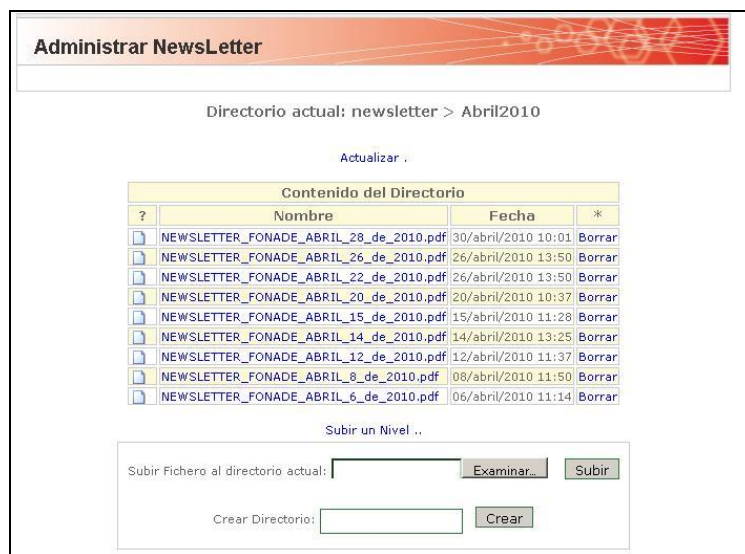 Administrar NewsLetter
Directorio actual: newsletter > Abril2010
Actualizar .
Contenido del Directorio
? Nombre Fecha *
NEWSLETTER_FONADE_ABRIL_28_de_2010.pdf 30/abril/2010 10:01 Borrar
NEWSLETTER_FONADE_ABRIL_26_de_2010.pdf 26/abril/2010 13:50 Borrar
NEWSLETTER_FONADE_ABRIL_22_de_2010.pdf 26/abril/2010 13:50 Borrar
NEWSLETTER_FONADE_ABRIL_20_de_2010.pdf 20/abril/2010 10:37 Borrar
NEWSLETTER_FONADE_ABRIL_15_de_2010.pdf 15/abril/2010 11:28 Borrar
NEWSLETTER_FONADE_ABRIL_14_de_2010.pdf 14/abril/2010 13:25 Borrar
NEWSLETTER_FONADE_ABRIL_12_de_2010.pdf 12/abril/2010 11:37 Borrar
NEWSLETTER_FONADE_ABRIL_8_de_2010.pdf 08/abril/2010 11:50 Borrar
NEWSLETTER_FONADE_ABRIL_6_de_2010.pdf 06/abril/2010 11:14 Borrar
Subir un Nivel ..
Subir Fichero al directorio actual: Examinar... Subir
Crear Directorio: Crear